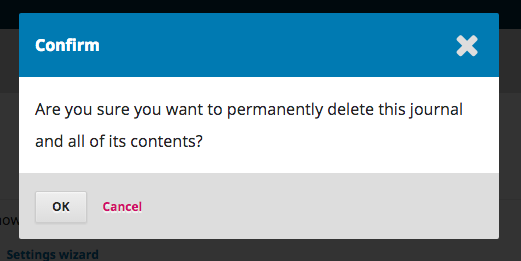 Confirm
Are you sure you want to permanently delete this journal
and all of its contents?
OK Cancel
Settings wizard